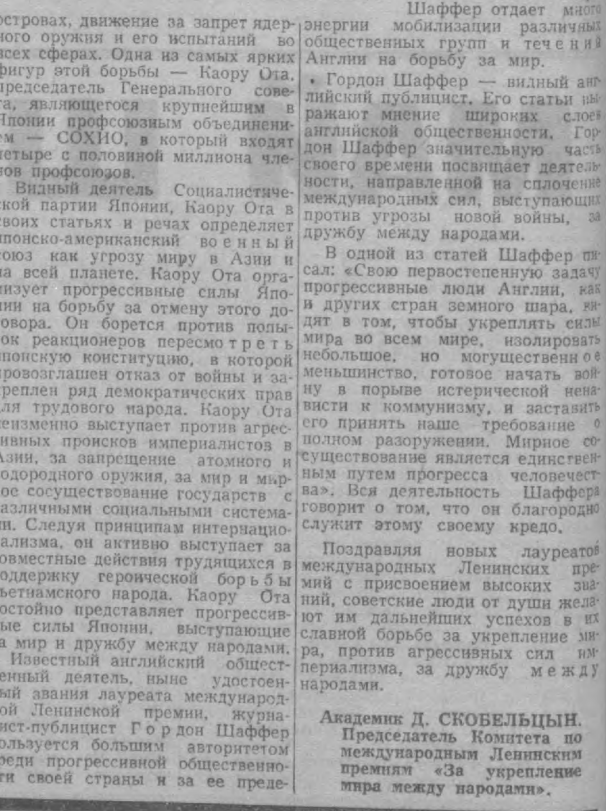 островах, движение за запрет ядер-
ного оружия и его испытаний во
всех сферах. Одна из самых ярких
фигур этой борьбы — Каору Ота,
председатель Генерального сове-
та, являегося крупнейшим в
Японии профсоюзным объединени-
ем — СОХИО, в который входят
четыре с половиной миллиона чле-
нов профсоюзов.
Видный деятель Социалистиче-
ской партии Японии, Каору Ота в
своих статьях и речах определяет
японско-американский военный
союз как угрозу миру в Азии и
на всей планете. Каору Ота орга-
низует прогрессивные силы Япо-
нии на борьбу за отмену этого до-
говора. Он борется против попы-
ток реакционеров пересмотреть
японскую конституцию, в которой
провозглашен отказ от войны и за-
креплен ряд демократических прав
для трудового народа. Каору Ота
неизменно выступает против агрес-
сивных происков империалистов в
Азии, за запрещение атомного и
водородного оружия, за мир и мир-
ное сосуществование государств с
различными социальными система-
ми. Следуя принципам интернацио-
нализма, он активно выступает за
совместные действия трудящихся в
поддержку героической борьбы
вьетнамского народа. Каору Ота
достойно представляет прогрессив-
ные силы Японии, выступающие
за мир и дружбу между народами.
Известный английский общест-
венный деятель, ныне удостоен-
ный звания лауреата международ-
ной Ленинской премии, журна-
лист-публицист Гордон Шаффер
пользуется большим авторитетом
среди прогрессивной общественно-
сти своей страны и за ее преде-
Шаффер отдает много
энергии мобилизации различных
общественных групп и течений
Англии на борьбу за мир.
Гордон Шаффер — видный анг-
лийский публицист. Его статьи вы-
ражают мнение широких слоев
английской общественности. Гор-
дон Шаффер значительную часть
своего времени посвящает деятель-
ности, направленной на сплочение
международных сил, выступающих
против угрозы новой войны, за
дружбу между народами.
В одной из статей Шаффер пи-
сал: «Свою первостепенную задачу
прогрессивные люди Англии, как
и других стран земного шара, ви-
дят в том, чтобы укреплять силы
мира во всем мире, изолировать
небольшое, но могущественное
меньшинство, готовое начать вой-
ну в порыве истерической нена-
висти к коммунизму, и заставить
его принять наше требование о
полном разоружении. Мирное со-
существование является единствен-
ным путем прогресса человечест-
ва». Вся деятельность Шаффера
говорит о том, что он благородно
служит этому своему кредо.
Поздравляя новых лауреатов
международных Ленинских пре-
мий с присвоением высоких зва-
ний, советские люди от души жела-
ют им дальнейших успехов в их
славной борьбе за укрепление ми-
ра, против агрессивных сил им-
периализма, за дружбу между
народами.
Академик Д. СКОБЕЛЬЦЫН.
Председатель Комитета по
международным Ленинским
премиям «За укрепление
мира между народами».